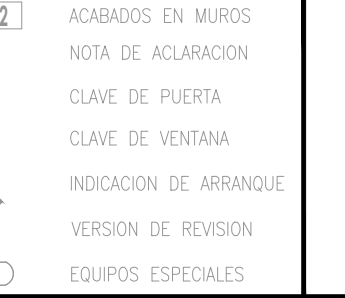 2 ACABADOS EN MUROS
NOTA DE ACLARACION
CLAVE DE PUERTA
CLAVE DE VENTANA
INDICACION DE ARRANQUE
VERSION DE REVISION
EQUIPOS ESPECIALES